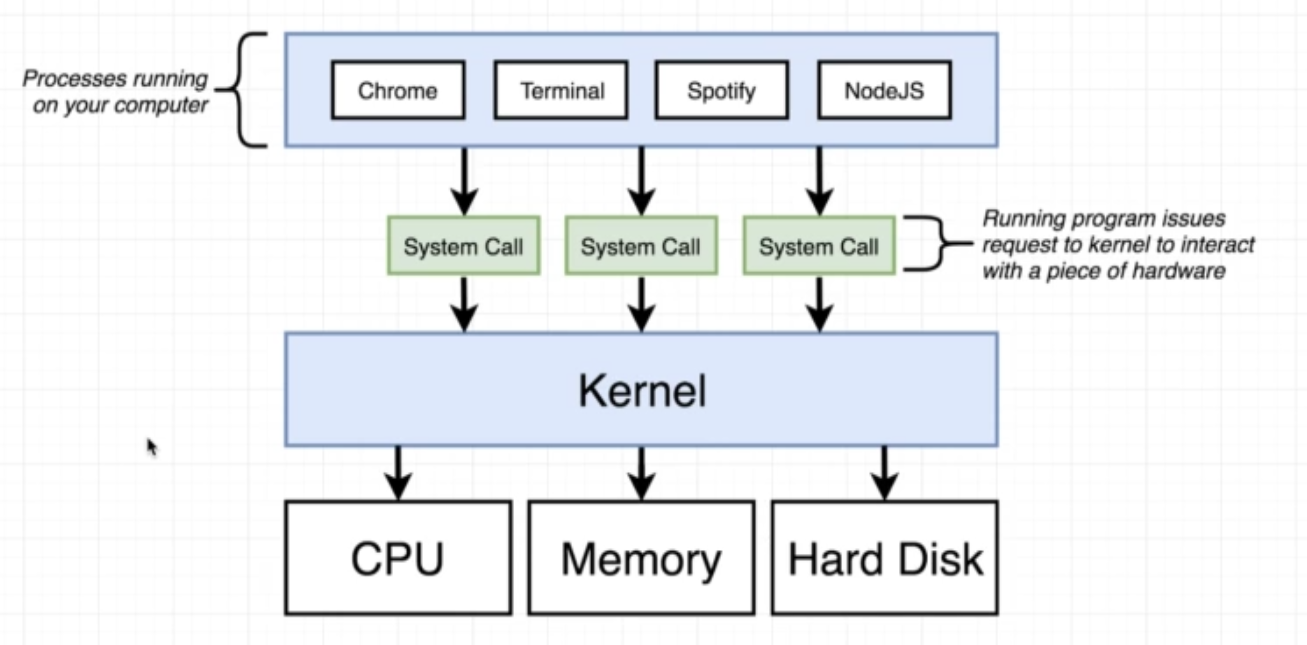 Processes running
on your computer
Chrome
Terminal
Spotify
NodeJS
System Call
System Call
System Call
Running program issues
request to kernel to interact
with a piece of hardware
Kernel
CPU
Memory
Hard Disk